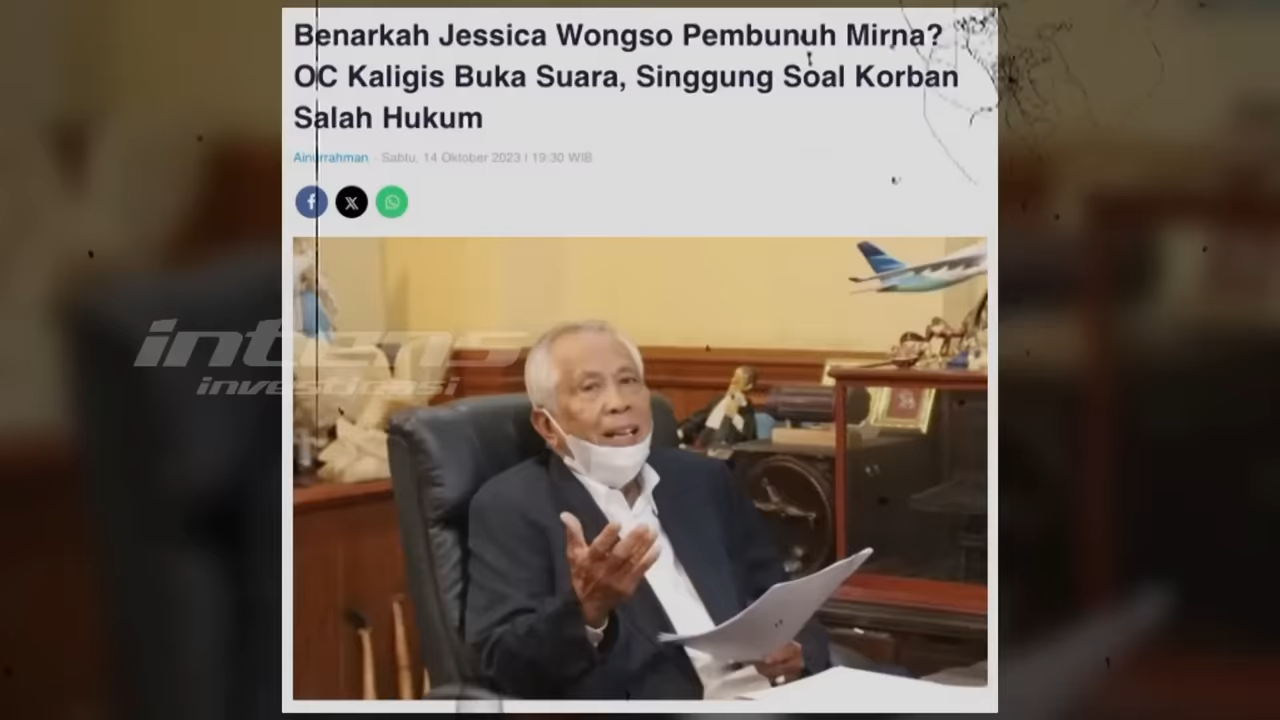 Benarkah Jessica Wongso Pembunuh Mirna?
OC Kaligis Buka Suara, Singgung Soal Korban
Salah Hukum
Ainurrahman - Sabtu, 14 Oktober 2023 | 19:30 WIB
intens
investigasi